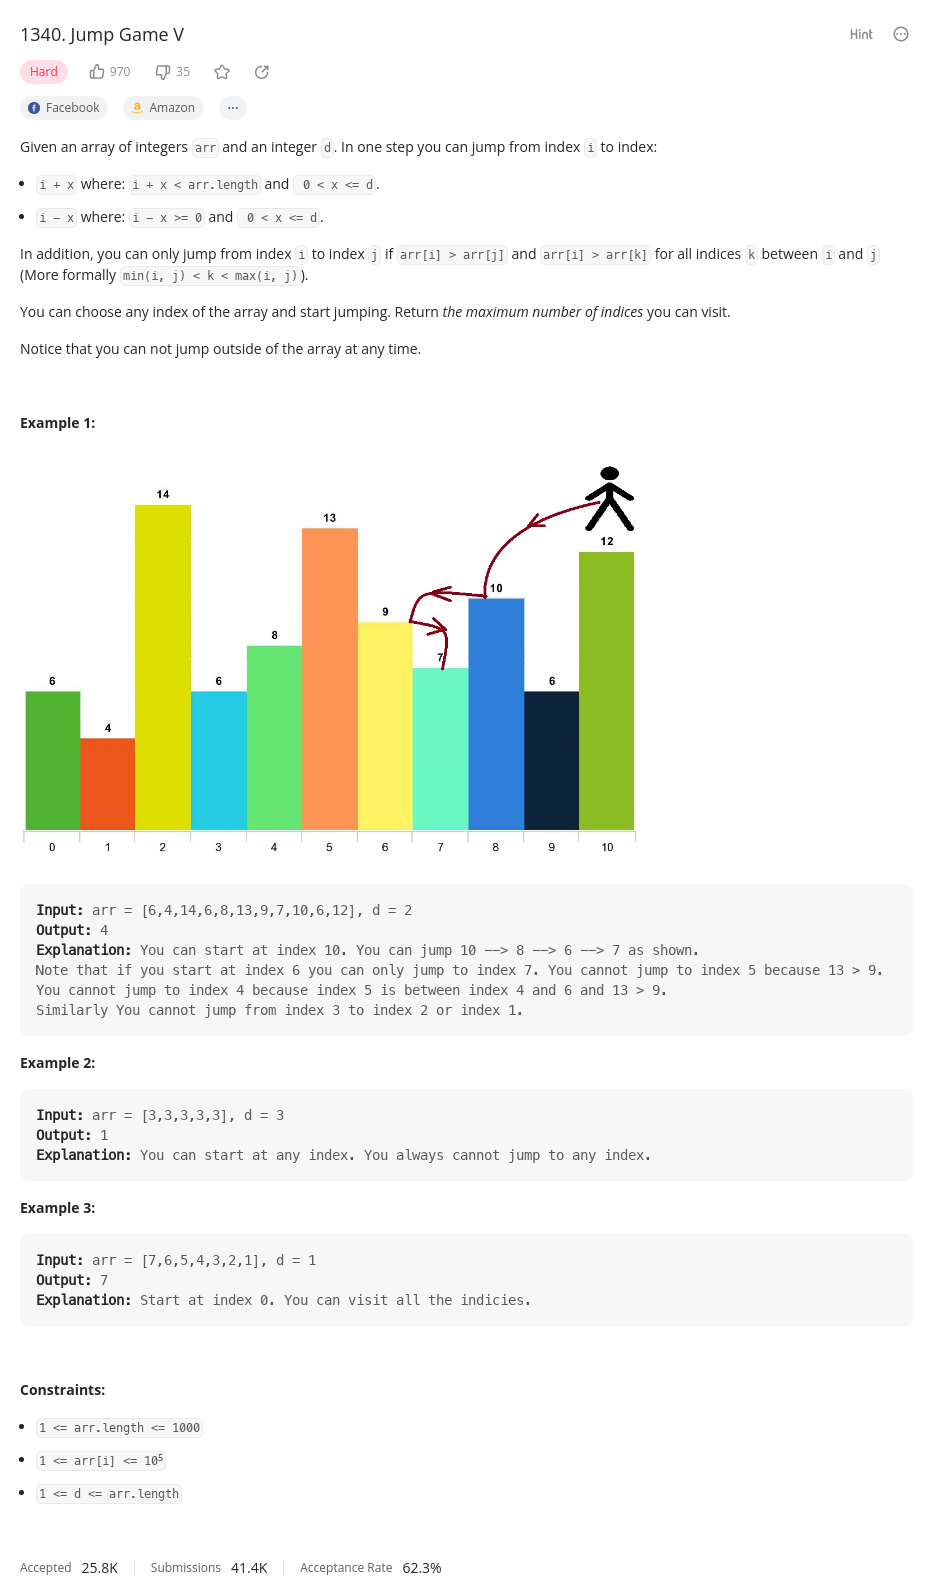 1340. Jump Game V
Hint
Hard 970 35
Facebook Amazon ...
Given an array of integers arr and an integer d. In one step you can jump from index i to index:
• i + x where: i + x < arr.length and 0 < x <= d.
• i - x where: i - x >= 0 and 0 < x <= d.
In addition, you can only jump from index i to index j if arr[i] > arr[j] and arr[i] > arr[k] for all indices k between i and j
(More formally min(i, j) < k < max(i, j)).
You can choose any index of the array and start jumping. Return the maximum number of indices you can visit.
Notice that you can not jump outside of the array at any time.
Example 1:
14
13
12
10
9
8
7
6 6 6
4
0 1 2 3 4 5 6 7 8 9 10
Input: arr = [6,4,14,6,8,13,9,7,10,6,12], d = 2
Output: 4
Explanation: You can start at index 10. You can jump 10 --> 8 --> 6 --> 7 as shown.
Note that if you start at index 6 you can only jump to index 7. You cannot jump to index 5 because 13 > 9.
You cannot jump to index 4 because index 5 is between index 4 and 6 and 13 > 9.
Similarly You cannot jump from index 3 to index 2 or index 1.
Example 2:
Input: arr = [3,3,3,3,3], d = 3
Output: 1
Explanation: You can start at any index. You always cannot jump to any index.
Example 3:
Input: arr = [7,6,5,4,3,2,1], d = 1
Output: 7
Explanation: Start at index 0. You can visit all the indicies.
Constraints:
• 1 <= arr.length <= 1000
• 1 <= arr[i] <= 10⁵
• 1 <= d <= arr.length
Accepted 25.8K Submissions 41.4K Acceptance Rate 62.3%